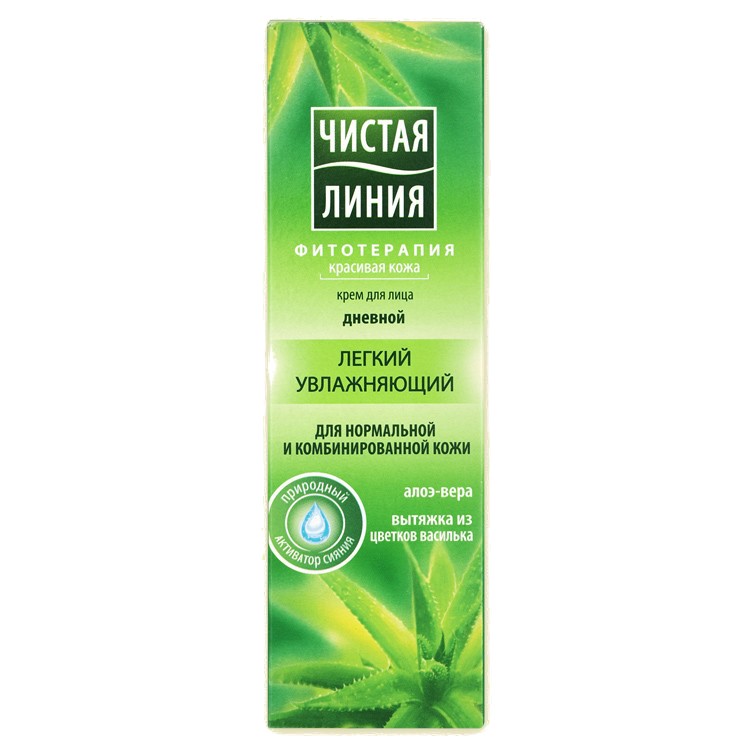 ЧИСТАЯ
ЛИНИЯ
ФИТОТЕРАПИЯ
красивая кожа
крем для лица
дневной
ЛЕГКИЙ
УВЛАЖНЯЮЩИЙ
ДЛЯ НОРМАЛЬНОЙ
И КОМБИНИРОВАННОЙ КОЖИ
природный
АКТИВАТОР СИЯНИЯ
алоэ-вера
вытяжка из
цветков василька